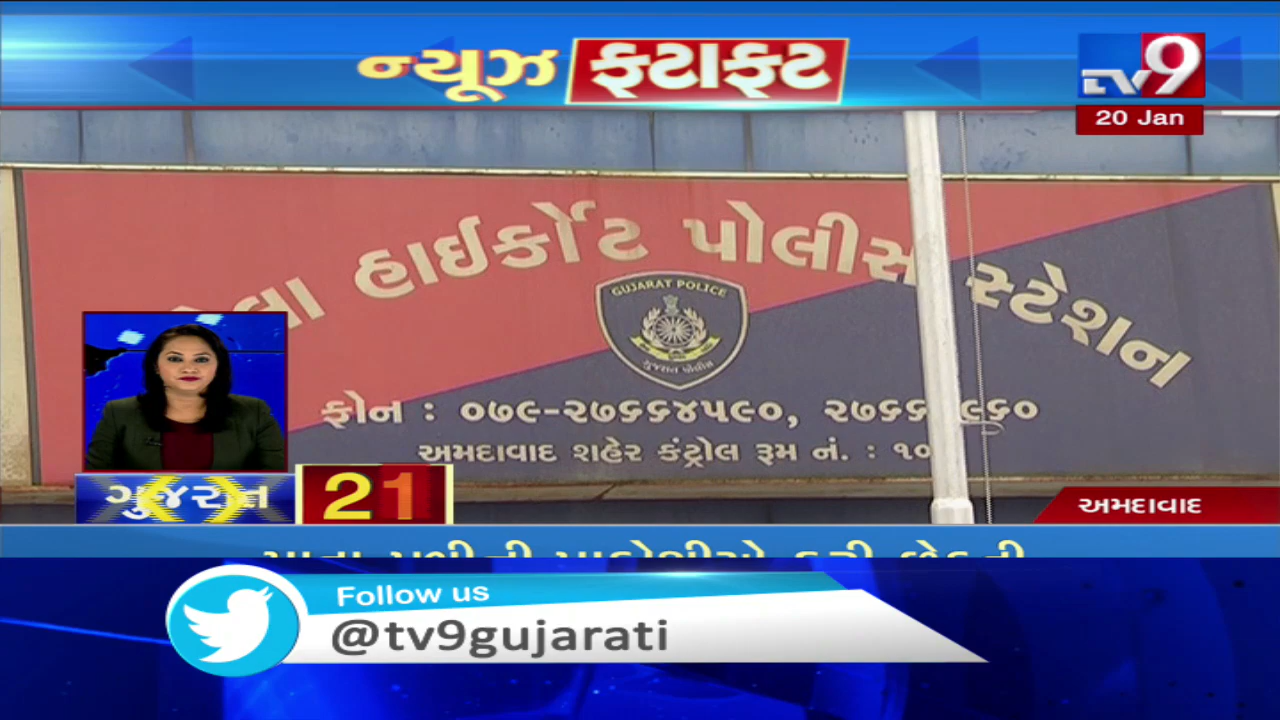 ન્યૂઝ ફટાફટ
tv9
20 Jan
હાઈકોર્ટ પોલીસ સ્ટેશન
GUJARAT POLICE
ગુજરાત પોલીસ
ફોન : ૦૭૯-૨૭૬૬૪૫૯૦,
અમદાવાદ શહેર કંટ્રોલ રૂમ નં. :
ગુજરાત 21
અમદાવાદ
Follow us
@tv9gujarati